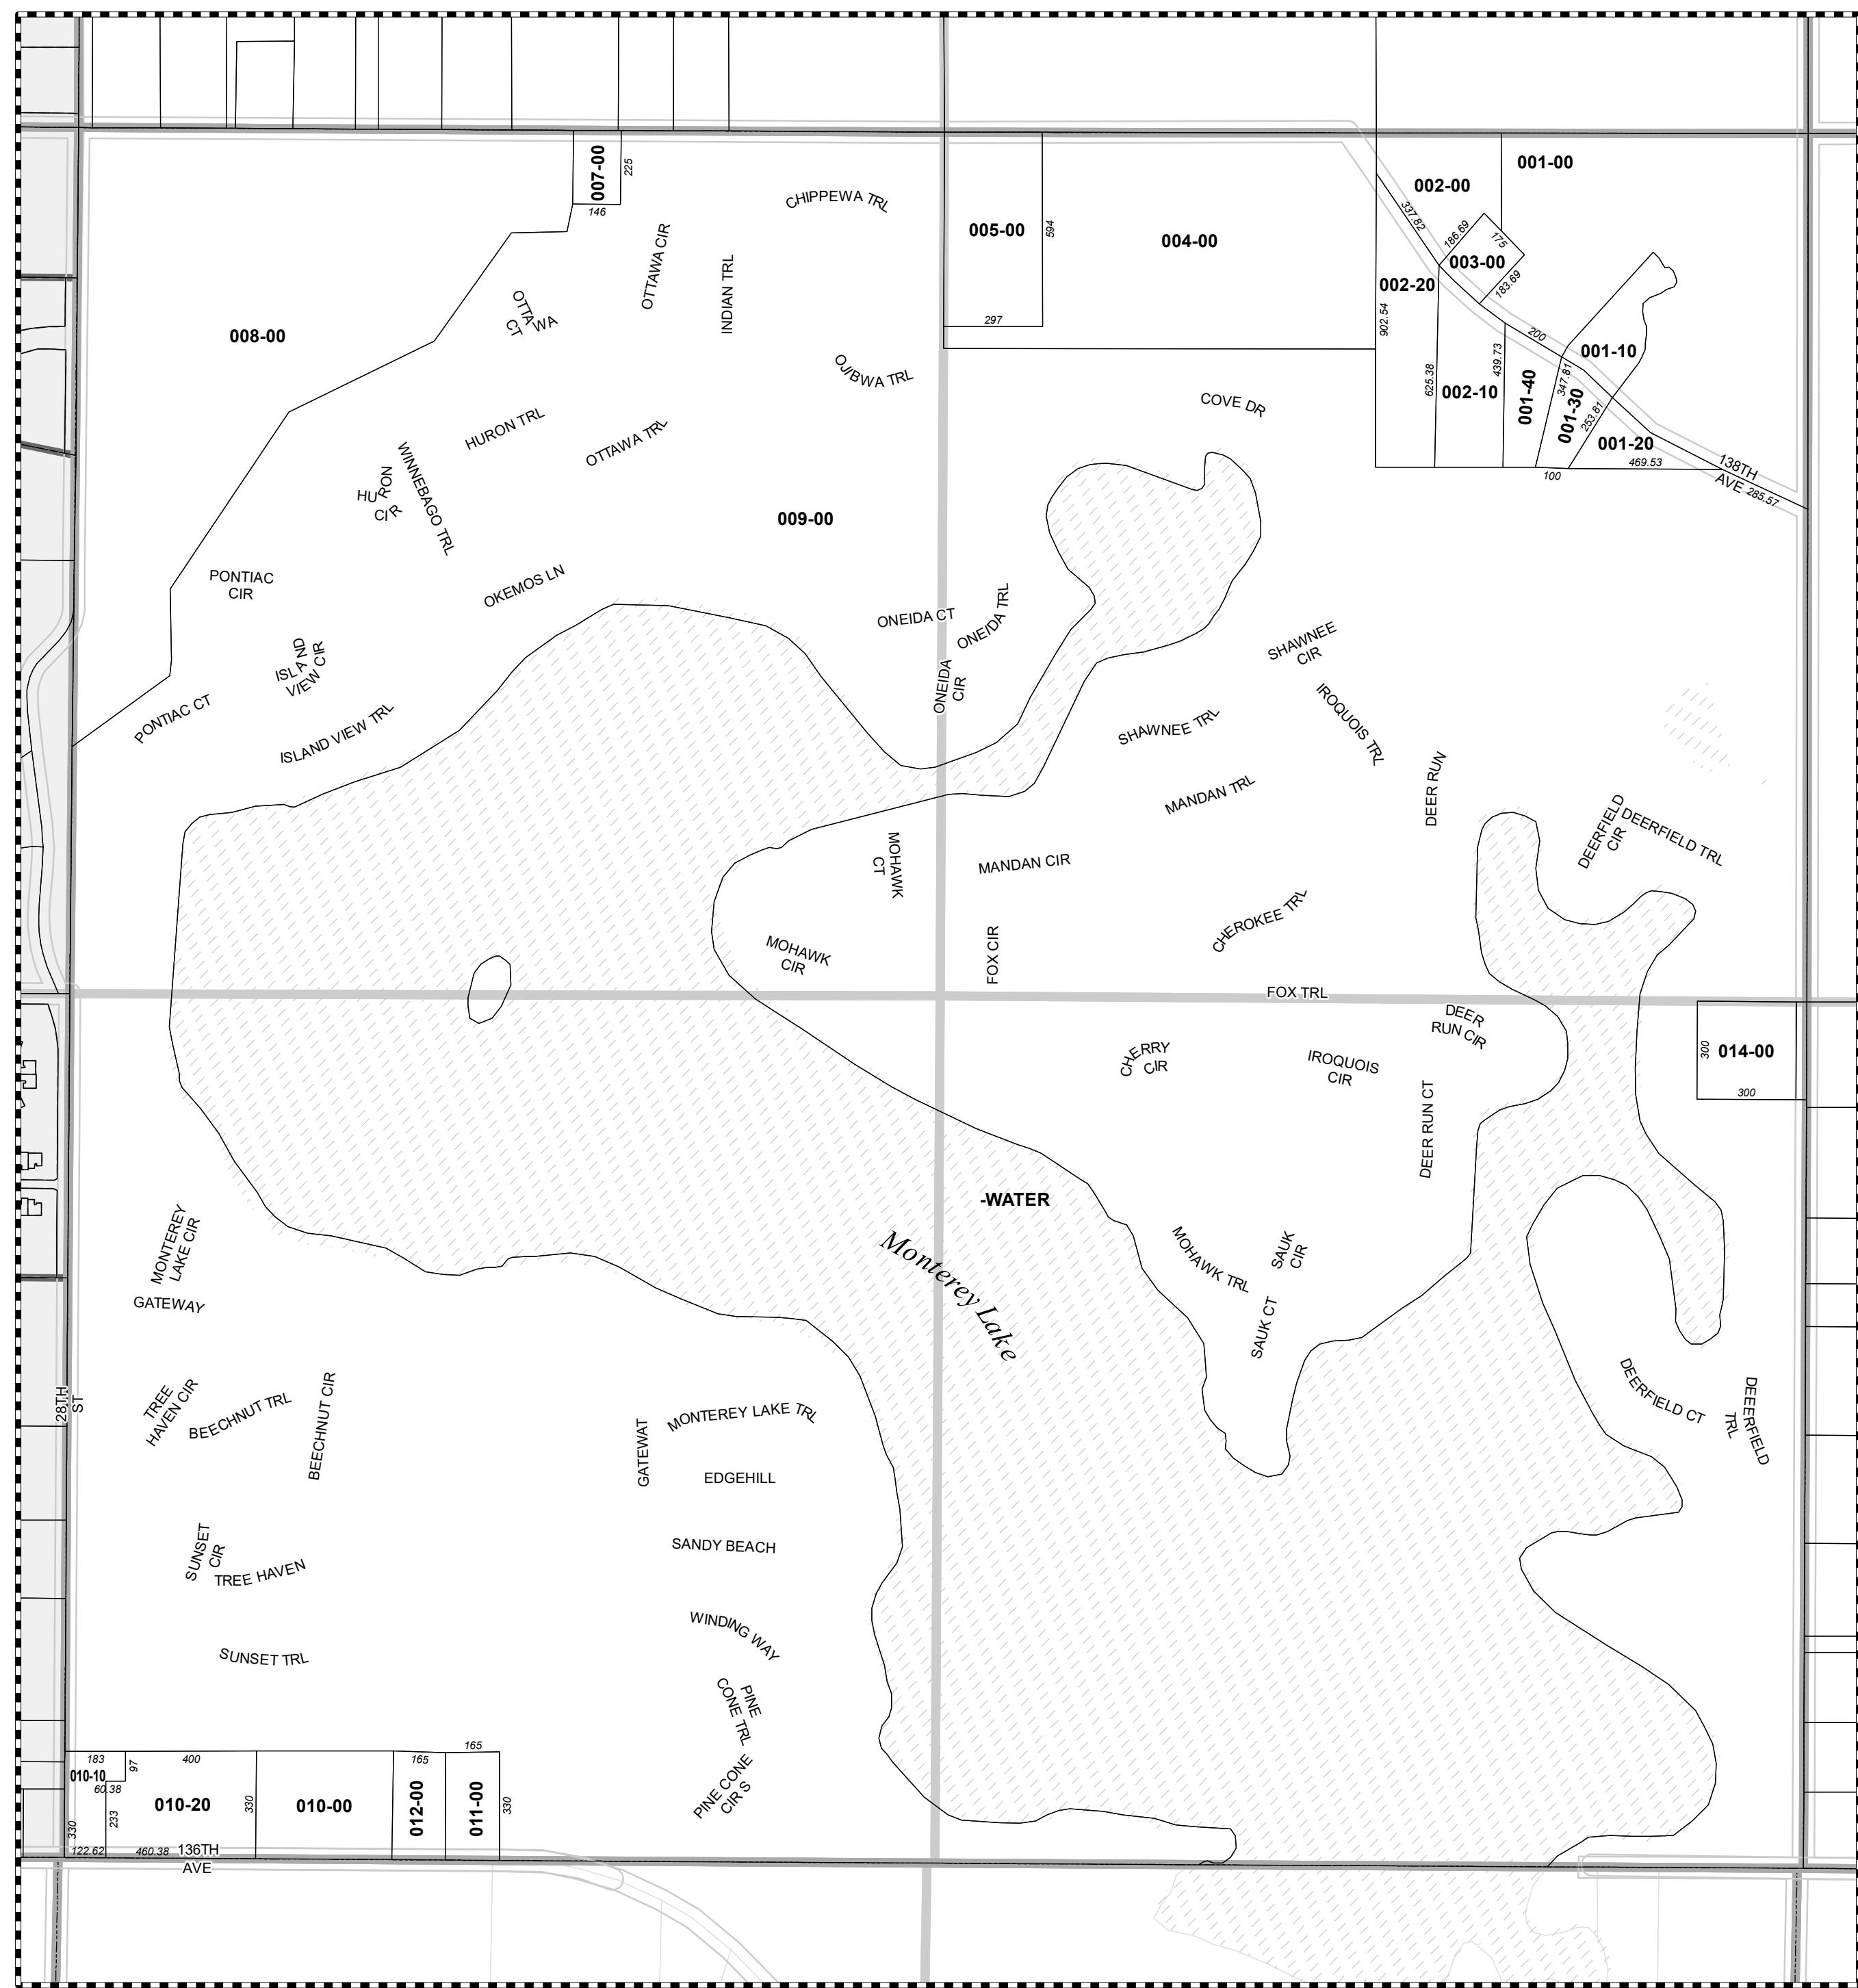 007-00
225
146
CHIPPEWA TRL
005-00
594
297
004-00
002-00
001-00
337.82
186.69
175
003-00
183.69
002-20
902.54
625.38
002-10
439.73
200
001-40
347.81
001-30
253.81
001-10
001-20
469.53
100
138TH
AVE
285.57
008-00
OTTAWA CIR
OTTAWA
CT
INDIAN TRL
OJIBWA TRL
COVE DR
HURON TRL
OTTAWA TRL
WINNEBAGO TRL
HURON
CIR
009-00
PONTIAC
CIR
OKEMOS LN
ONEIDA CT
ONEIDA TRL
ONEIDA
CIR
ISLAND
VIEW CIR
PONTIAC CT
ISLAND VIEW TRL
SHAWNEE
CIR
IROQUOIS TRL
SHAWNEE TRL
MANDAN TRL
DEER RUN
DEERFIELD
CIR
DEERFIELD TRL
MOHAWK
CT
MANDAN CIR
CHEROKEE TRL
MOHAWK
CIR
FOX CIR
FOX TRL
DEER
RUN CIR
CHERRY
CIR
IROQUOIS
CIR
DEER RUN CT
300
014-00
300
-WATER
Monterey Lake
MOHAWK TRL
SAUK
CIR
SAUK CT
MONTEREY
LAKE CIR
GATEWAY
28TH
ST
TREE
HAVEN CIR
BEECHNUT TRL
BEECHNUT CIR
GATEWAT
MONTEREY LAKE TRL
EDGEHILL
SANDY BEACH
DEERFIELD CT
DEEERFIELD
TRL
SUNSET
CIR
TREE HAVEN
WINDING WAY
SUNSET TRL
PINE
CONE TRL
PINE CONE
CIR S
183
400
165
165
010-10
97
60.38
010-20
330
010-00
012-00
011-00
330
330
233
122.62
460.38
136TH
AVE